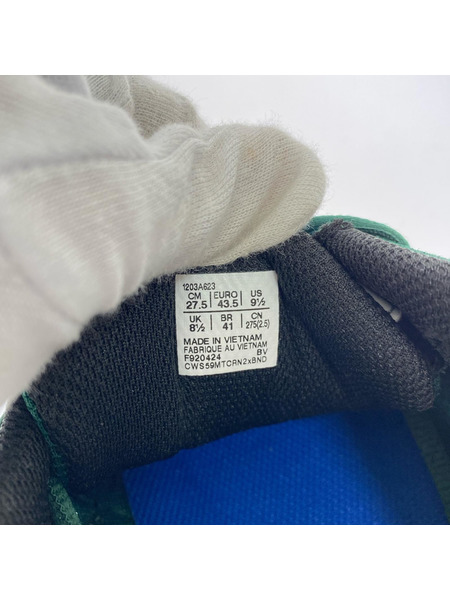 1203A623
CM EURO US
27.5 43.5 9½
UK BR CN
8½ 41 275(2.5)
MADE IN VIETNAM
FABRIQUE AU VIETNAM
F920424 BV
CWS59MTCRN2xBND